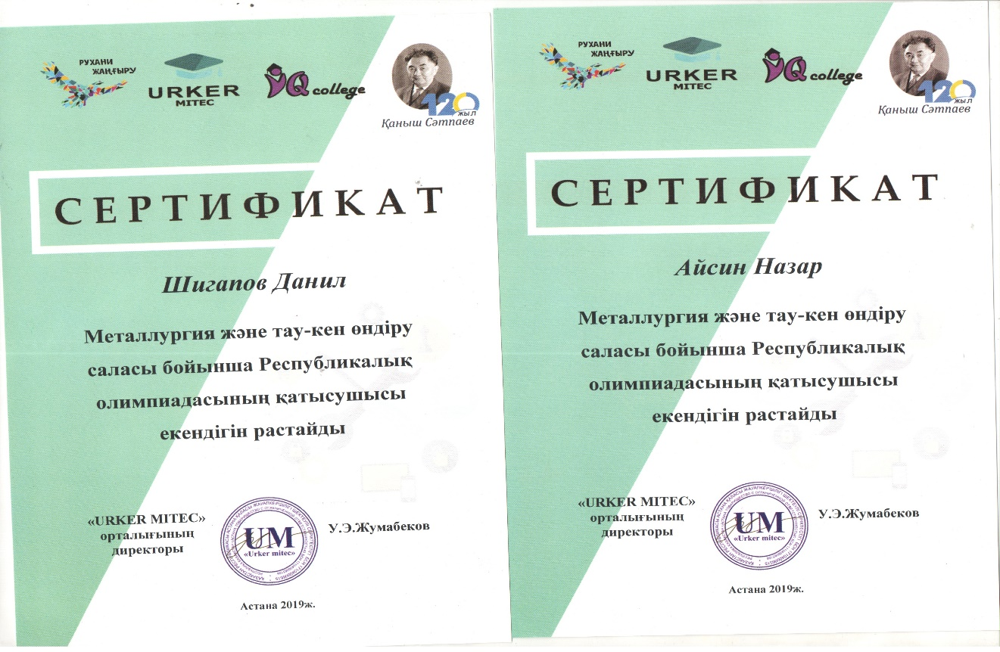 РУХАНИ
ЖАҢҒЫРУ
URKER
MITEC
iQ college
120
ЖЫЛ
Қаныш Сәтпаев
СЕРТИФИКАТ
Шигапов Данил
Металлургия және тау-кен өндіру
саласы бойынша Республикалық
олимпиадасының қатысушысы
екендігін растайды
«URKER MITEC»
орталығының
директоры
UM
«Urker mitec»
У.Э.Жумабеков
Астана 2019ж.
РУХАНИ
ЖАҢҒЫРУ
URKER
MITEC
iQ college
120
ЖЫЛ
Қаныш Сәтпаев
СЕРТИФИКАТ
Айсин Назар
Металлургия және тау-кен өндіру
саласы бойынша Республикалық
олимпиадасының қатысушысы
екендігін растайды
«URKER MITEC»
орталығының
директоры
UM
«Urker mitec»
У.Э.Жумабеков
Астана 2019ж.